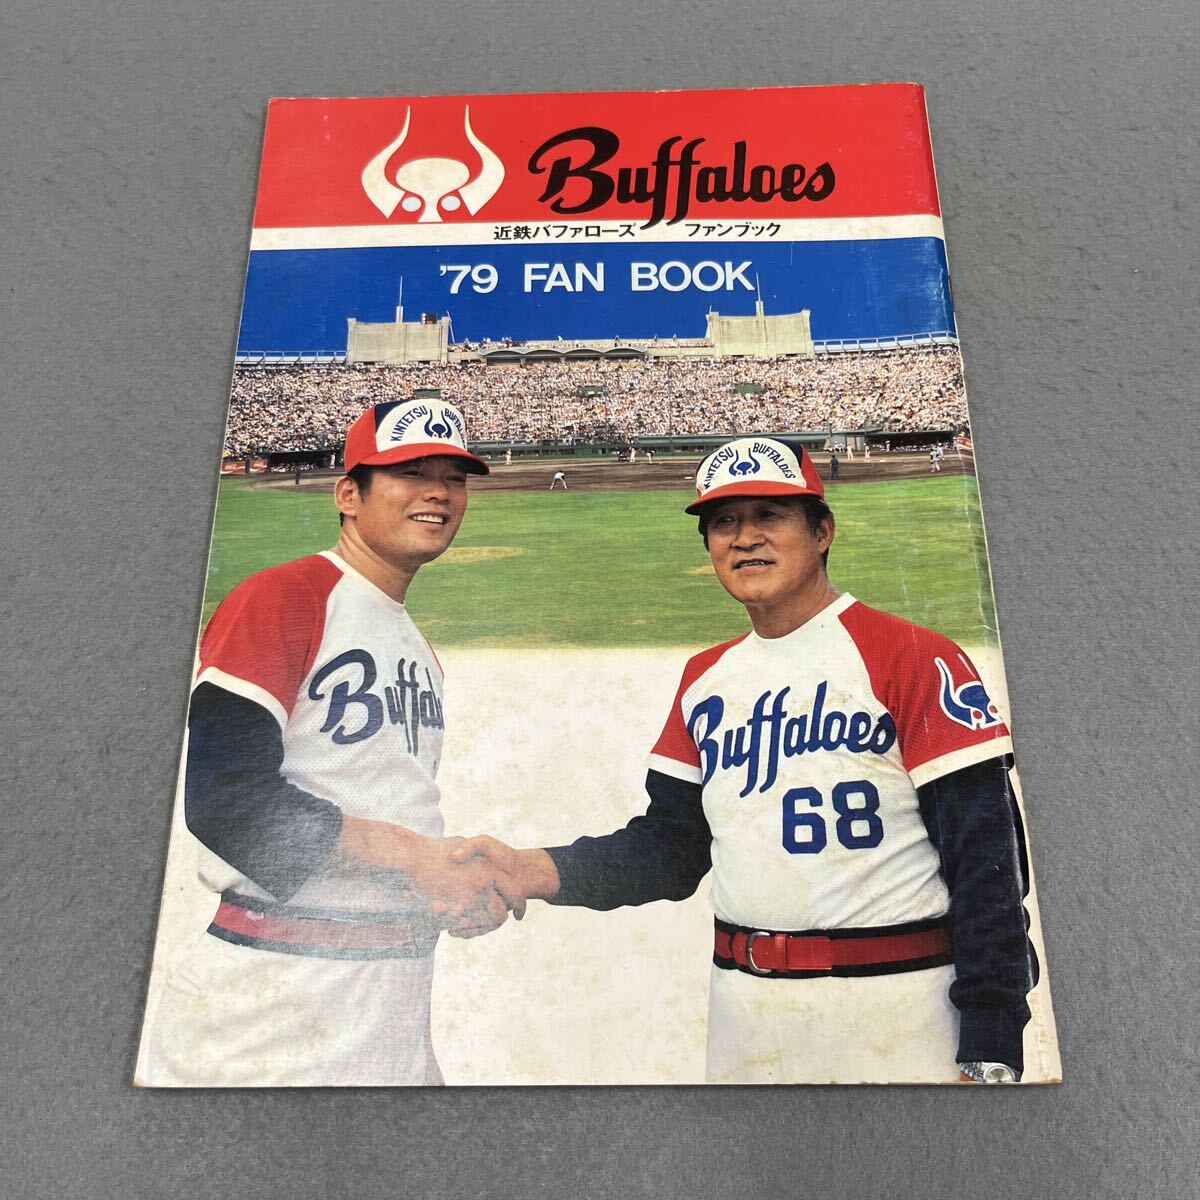 Buffaloes
近鉄バファローズ ファンブック
'79 FAN BOOK
KINTETSU BUFFALOES
KINTETSU BUFFALOES
Buffaloes
Buffaloes
68